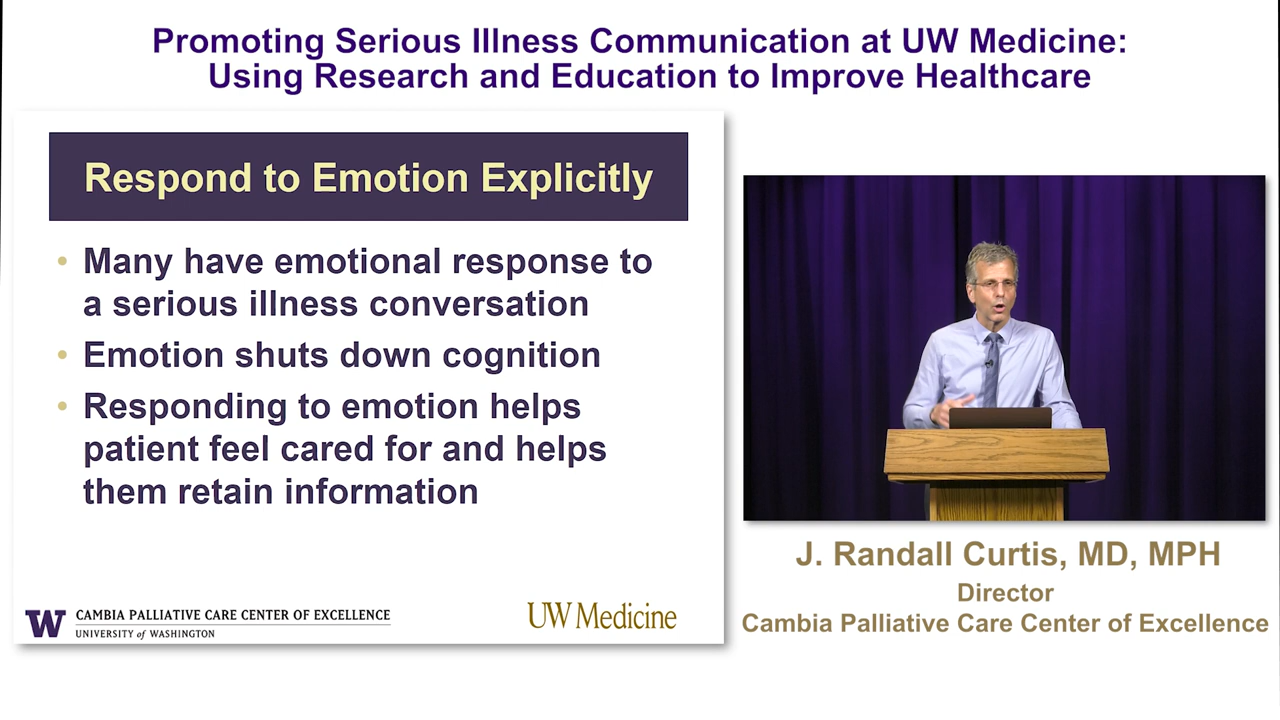 Promoting Serious Illness Communication at UW Medicine:
Using Research and Education to Improve Healthcare
Respond to Emotion Explicitly
• Many have emotional response to
a serious illness conversation
• Emotion shuts down cognition
• Responding to emotion helps
patient feel cared for and helps
them retain information
W CAMBIA PALLIATIVE CARE CENTER OF EXCELLENCE
UNIVERSITY of WASHINGTON
UW Medicine
J. Randall Curtis, MD, MPH
Director
Cambia Palliative Care Center of Excellence